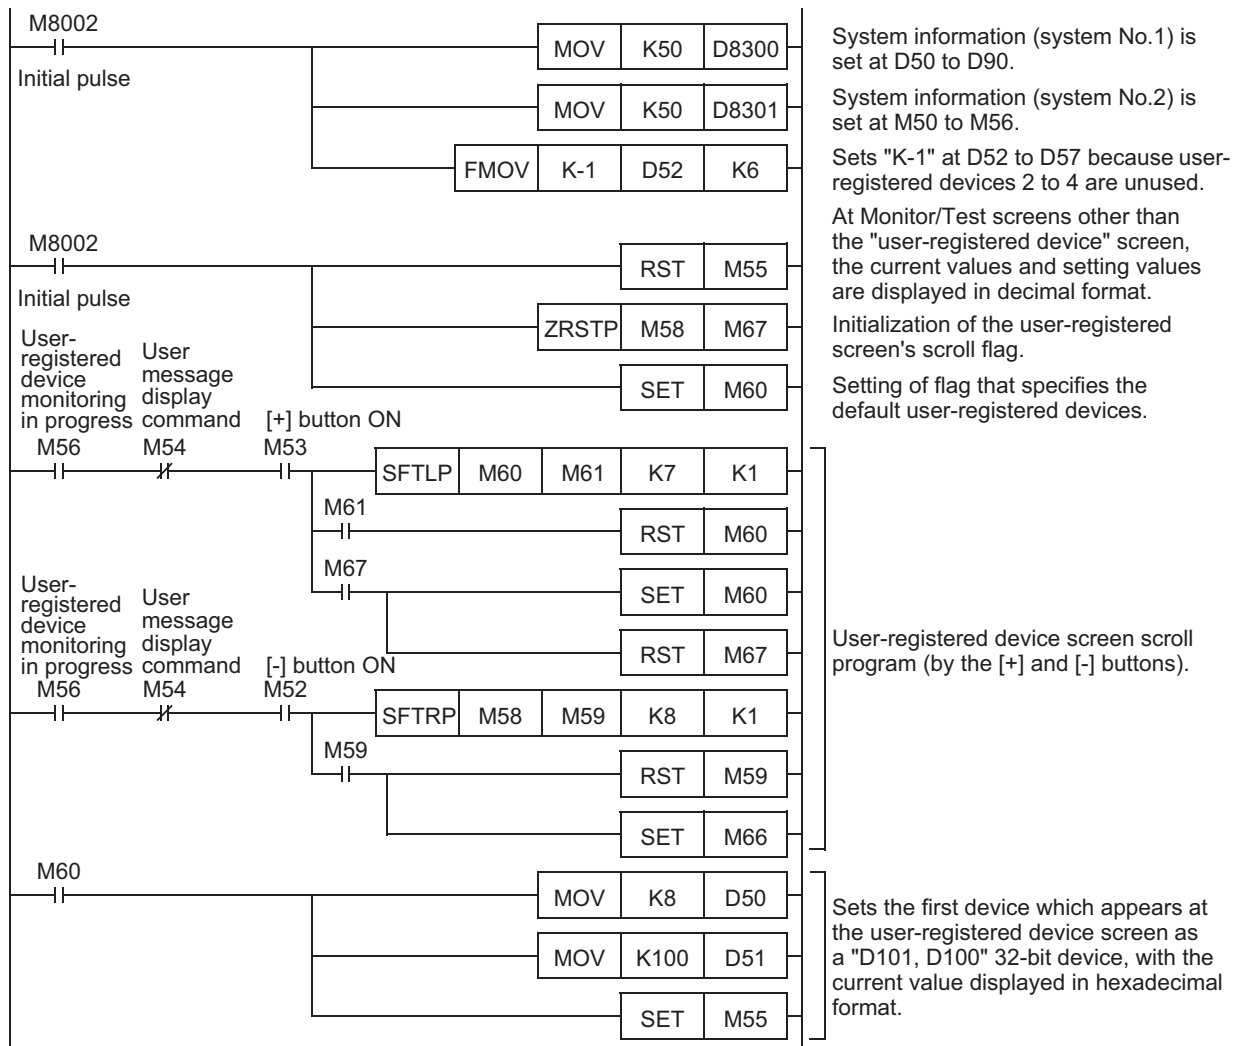 M8002
MOV K50 D8300
System information (system No.1) is
set at D50 to D90.
Initial pulse
MOV K50 D8301
System information (system No.2) is
set at M50 to M56.
FMOV K-1 D52 K6
Sets "K-1" at D52 to D57 because user-
registered devices 2 to 4 are unused.
M8002
RST M55
At Monitor/Test screens other than
the "user-registered device" screen,
the current values and setting values
are displayed in decimal format.
Initial pulse
ZRSTP M58 M67
Initialization of the user-registered
screen's scroll flag.
SET M60
Setting of flag that specifies the
default user-registered devices.
User-
registered
device
monitoring
in progress
User
message
display
command
[+] button ON
M56 M54 M53
SFTLP M60 M61 K7 K1
M61
RST M60
M67
SET M60
RST M67
User-registered device screen scroll
program (by the [+] and [-] buttons).
User-
registered
device
monitoring
in progress
User
message
display
command
[-] button ON
M56 M54 M52
SFTRP M58 M59 K8 K1
M59
RST M59
SET M66
M60
MOV K8 D50
MOV K100 D51
SET M55
Sets the first device which appears at
the user-registered device screen as
a "D101, D100" 32-bit device, with the
current value displayed in hexadecimal
format.